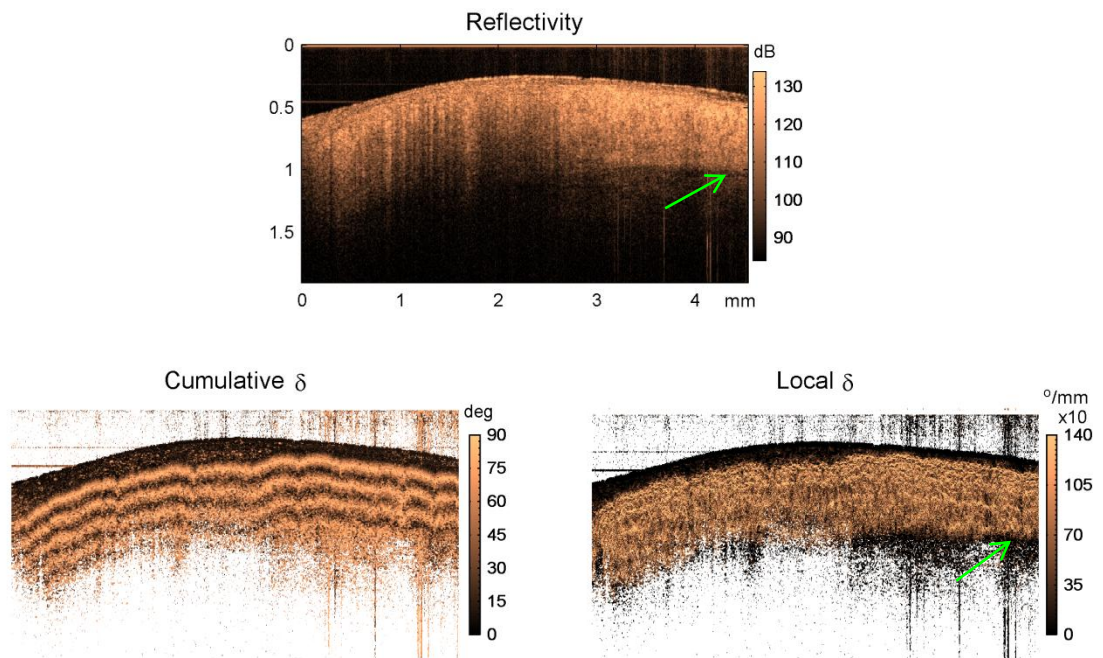 Reflectivity
0
0.5
1
1.5
0 1 2 3 4 mm
dB
130
120
110
100
90
Cumulative δ
deg
90
75
60
45
30
15
0
Local δ
o/mm
x10
140
105
70
35
0